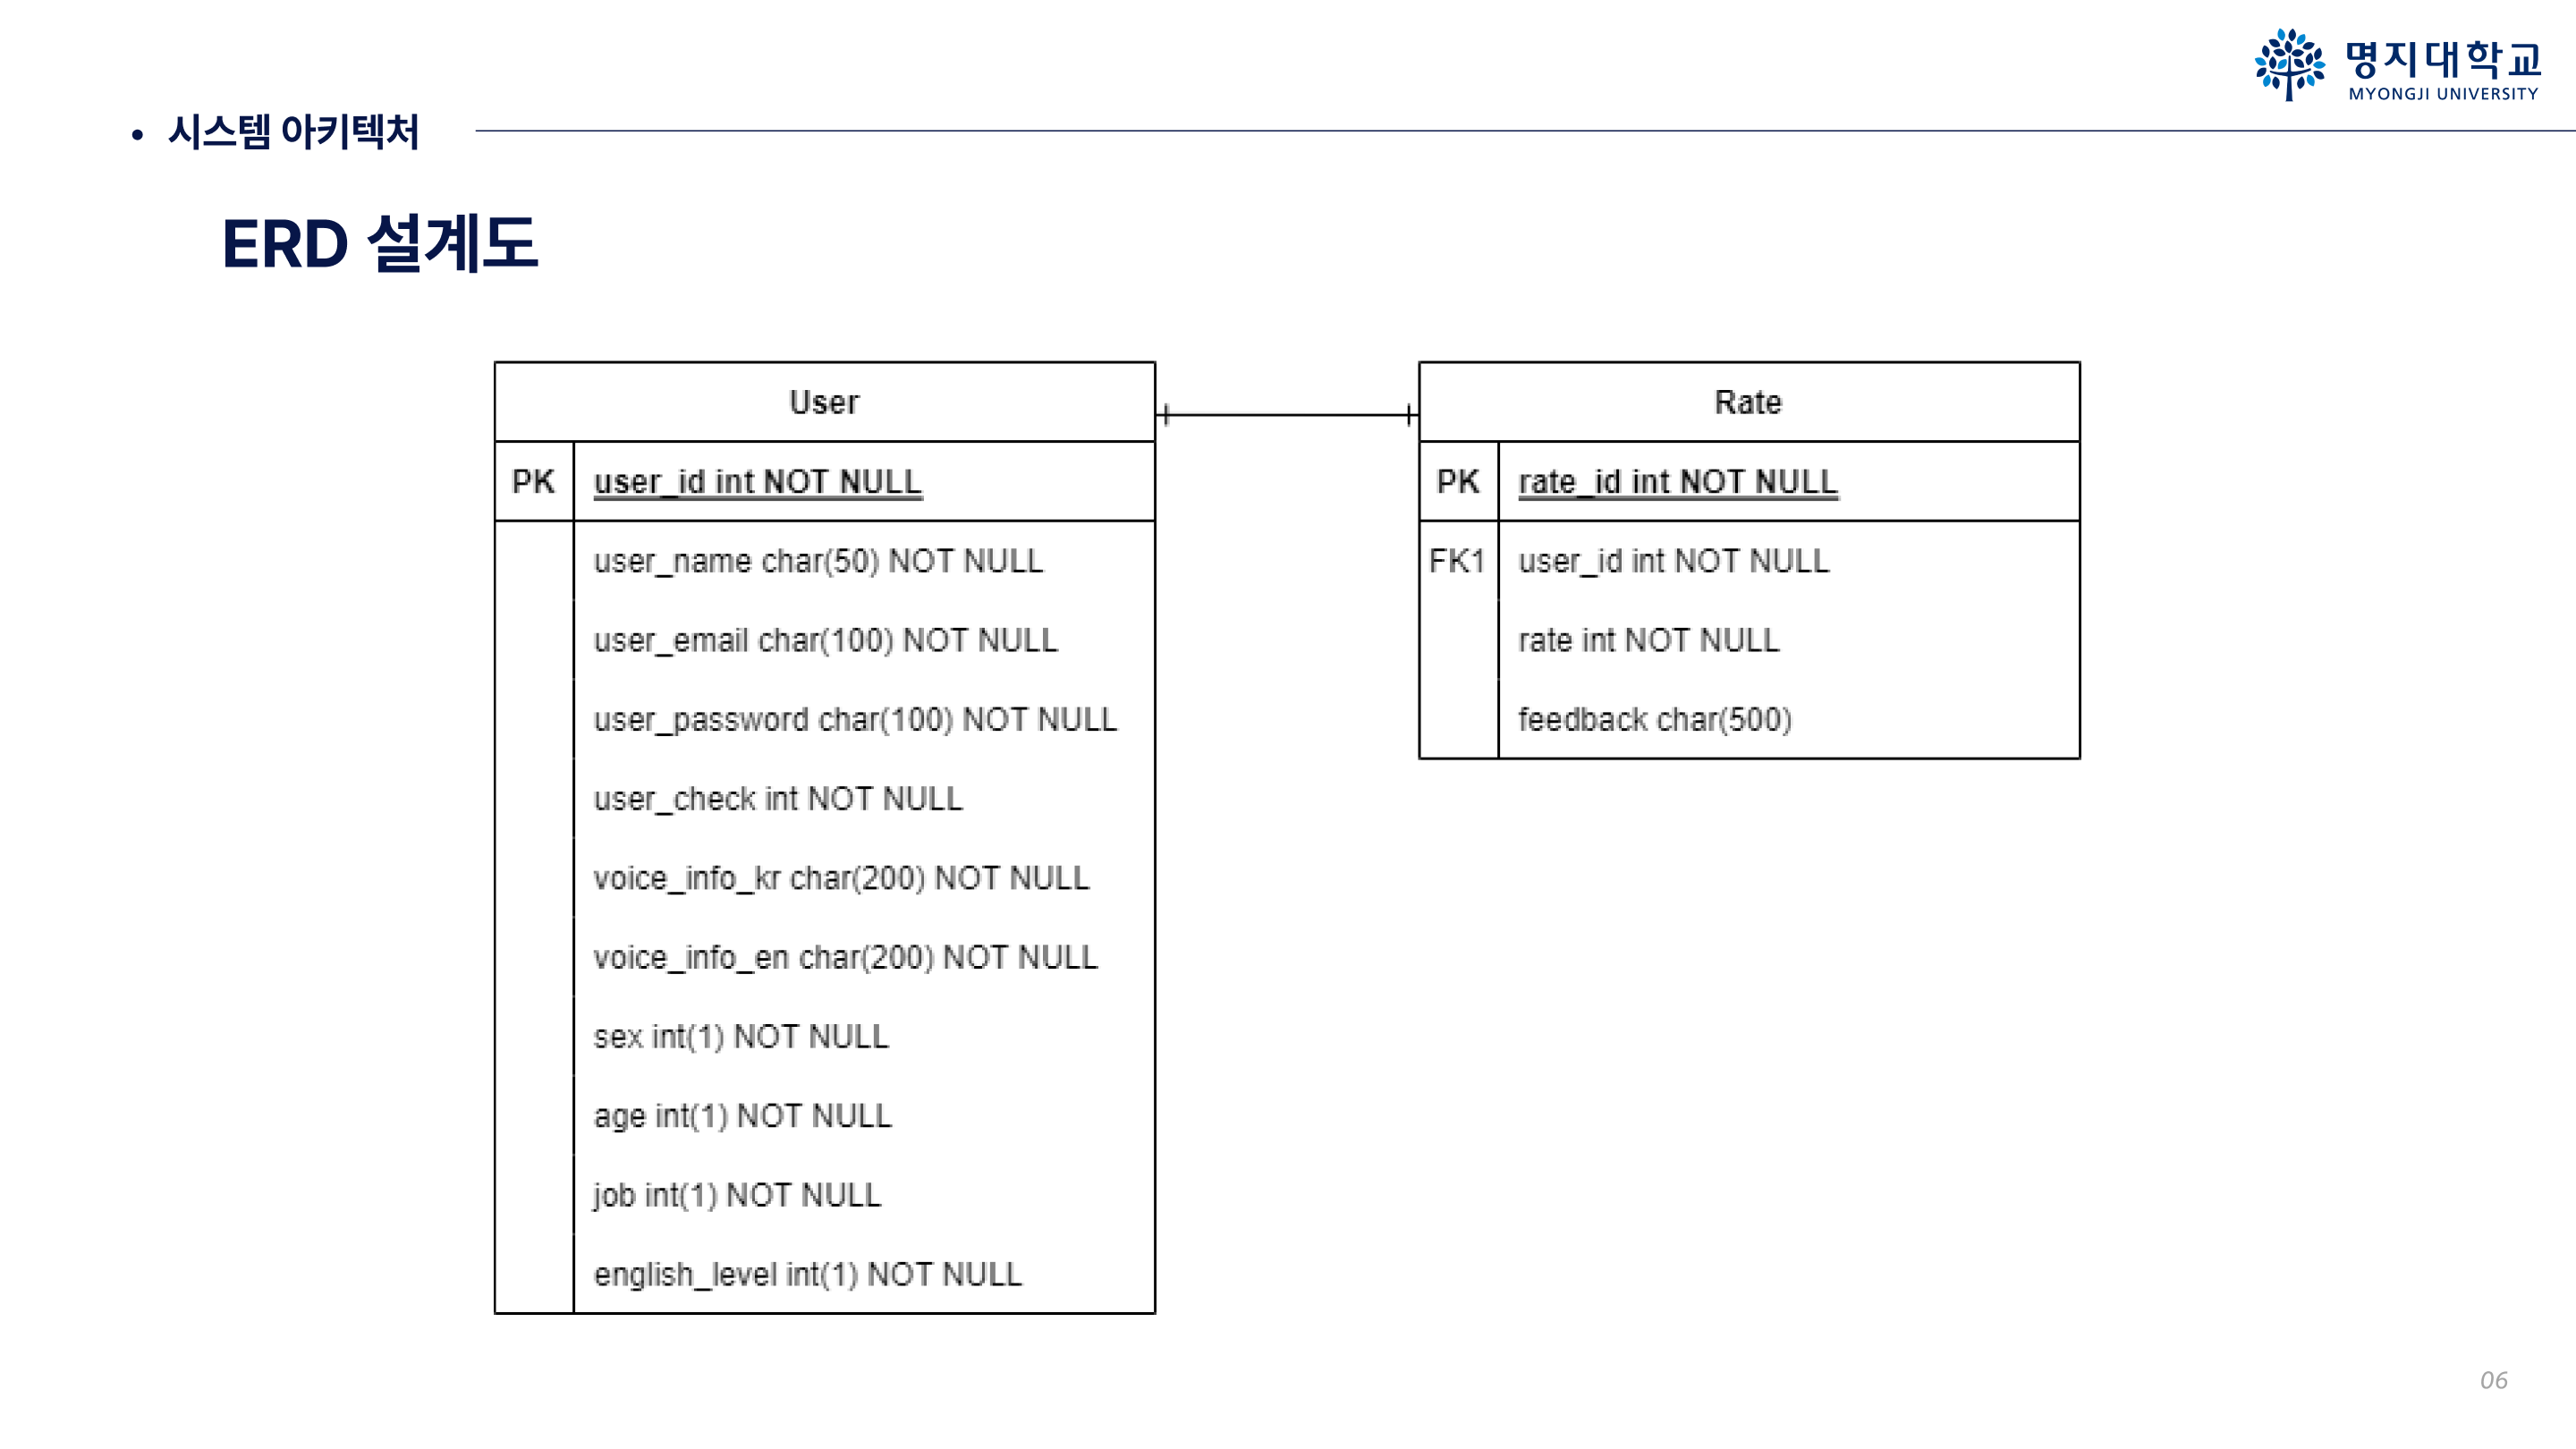 명지대학교
MYONGJI UNIVERSITY
• 시스템 아키텍처
ERD 설계도
User
PK user_id int NOT NULL
user_name char(50) NOT NULL
user_email char(100) NOT NULL
user_password char(100) NOT NULL
user_check int NOT NULL
voice_info_kr char(200) NOT NULL
voice_info_en char(200) NOT NULL
sex int(1) NOT NULL
age int(1) NOT NULL
job int(1) NOT NULL
english_level int(1) NOT NULL
Rate
PK rate_id int NOT NULL
FK1 user_id int NOT NULL
rate int NOT NULL
feedback char(500)
06